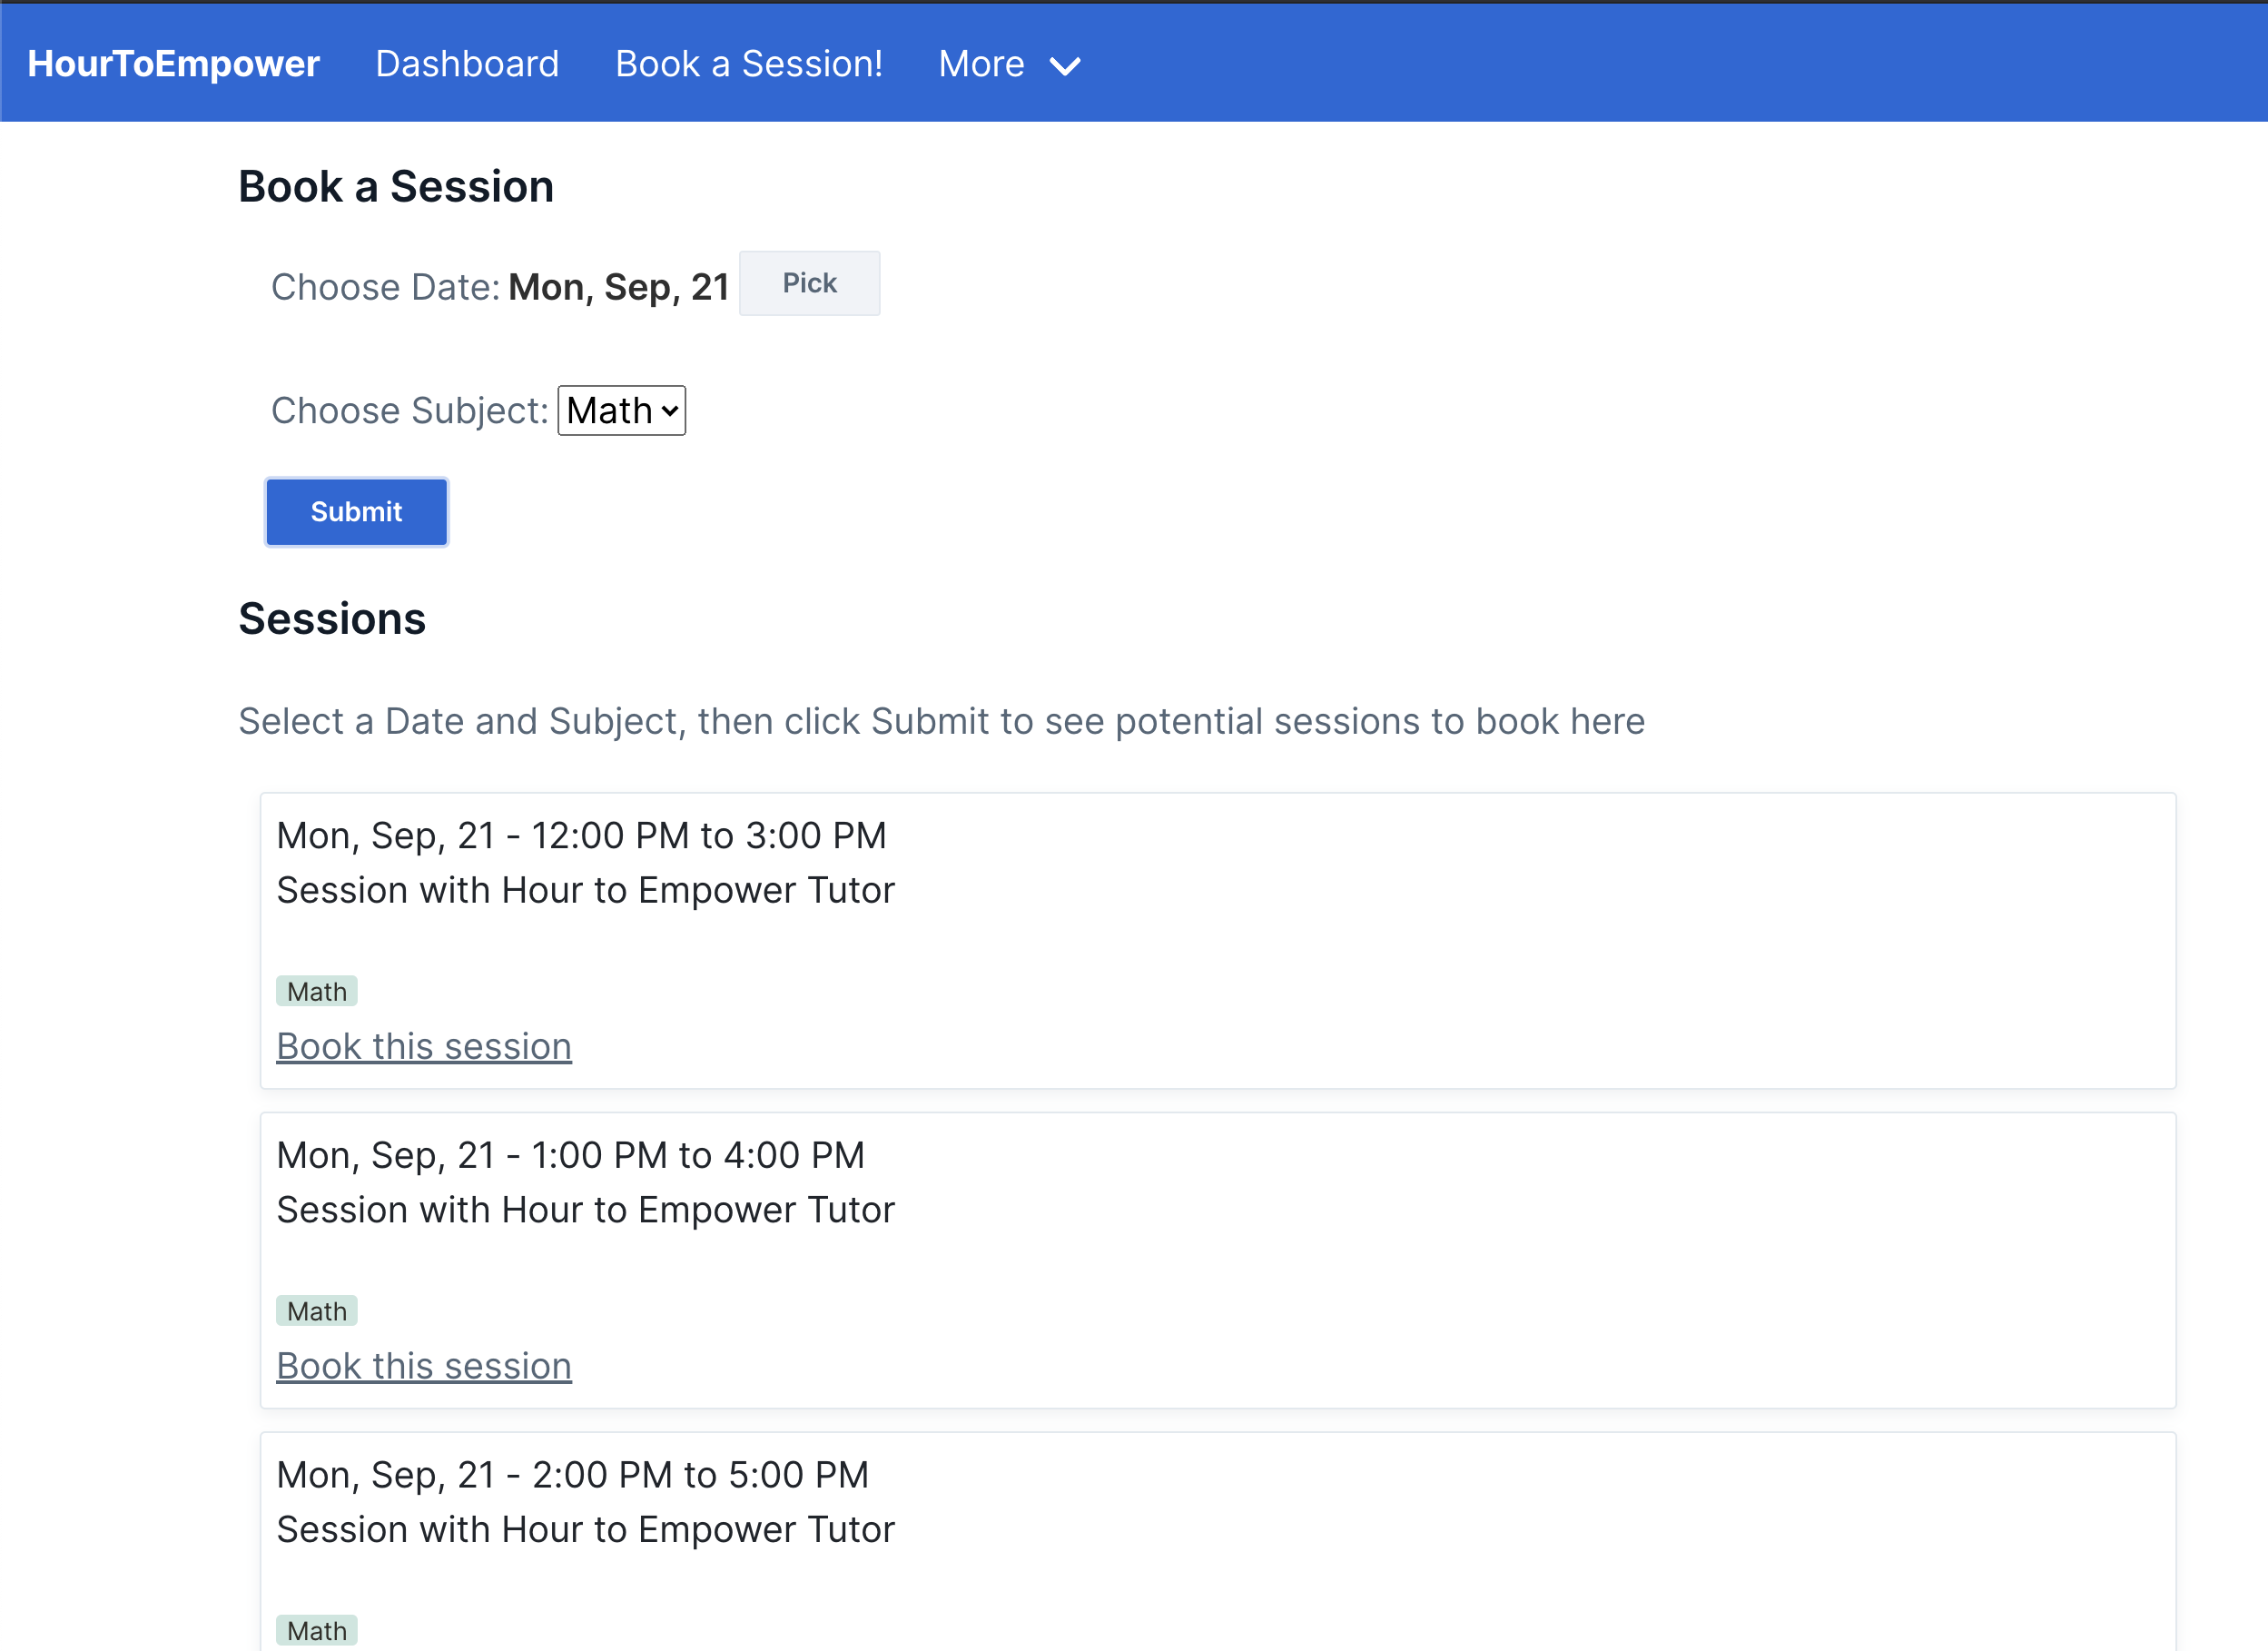 HourToEmpower Dashboard Book a Session! More
Book a Session
Choose Date: Mon, Sep, 21 Pick
Choose Subject: Math
Submit
Sessions
Select a Date and Subject, then click Submit to see potential sessions to book here
Mon, Sep, 21 - 12:00 PM to 3:00 PM
Session with Hour to Empower Tutor
Math
Book this session
Mon, Sep, 21 - 1:00 PM to 4:00 PM
Session with Hour to Empower Tutor
Math
Book this session
Mon, Sep, 21 - 2:00 PM to 5:00 PM
Session with Hour to Empower Tutor
Math